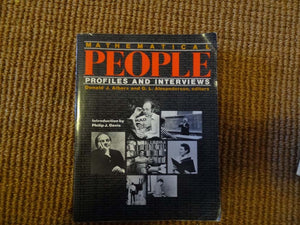 MATHEMATICAL
PEOPLE
PROFILES AND INTERVIEWS
Donald J. Albers and G. L. Alexanderson, editors
Introduction by
Philip J. Davis